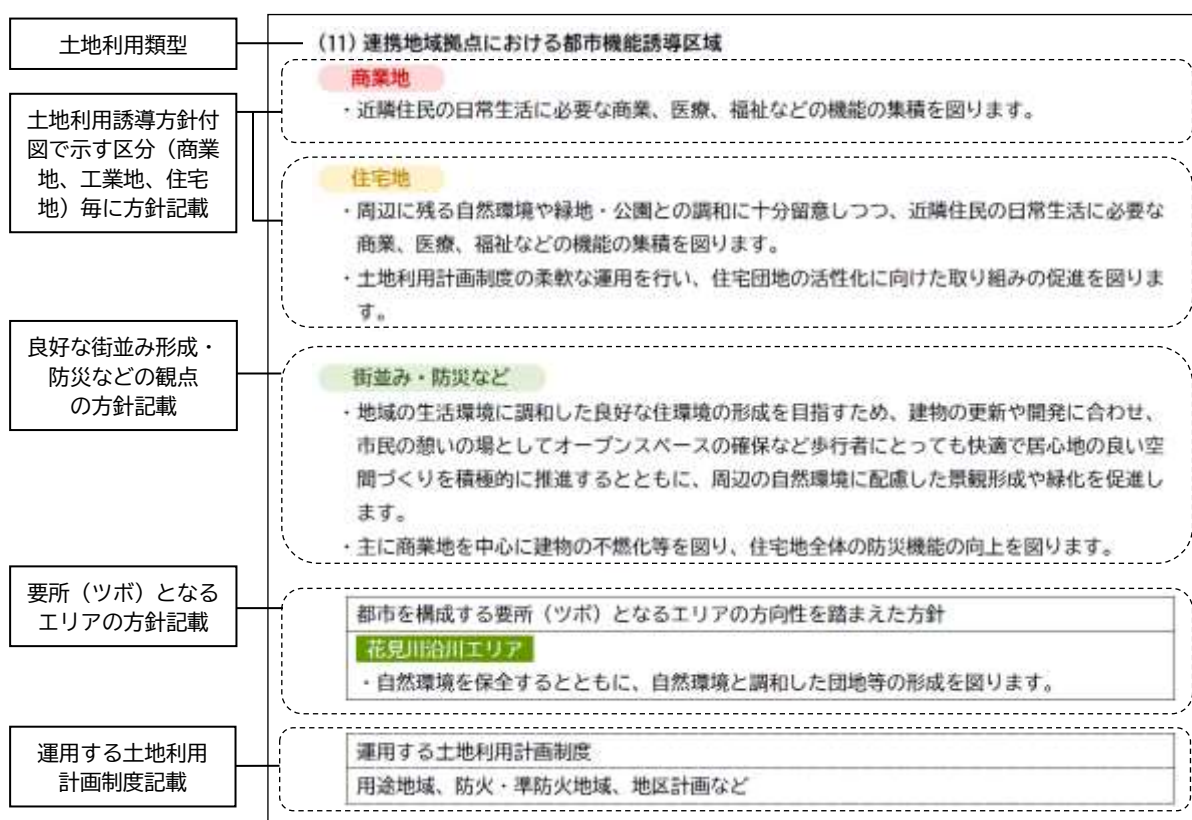 土地利用類型
(11) 連携地域拠点における都市機能誘導区域
土地利用誘導方針付
図で示す区分（商業
地、工業地、住宅
地）毎に方針記載
商業地
・近隣住民の日常生活に必要な商業、医療、福祉などの機能の集積を図ります。
住宅地
・周辺に残る自然環境や緑地・公園との調和に十分留意しつつ、近隣住民の日常生活に必要な
商業、医療、福祉などの機能の集積を図ります。
・土地利用計画制度の柔軟な運用を行い、住宅団地の活性化に向けた取り組みの促進を図りま
す。
良好な街並み形成・
防災などの観点
の方針記載
街並み・防災など
・地域の生活環境に調和した良好な住環境の形成を目指すため、建物の更新や開発に合わせ、
市民の憩いの場としてオープンスペースの確保など歩行者にとっても快適で居心地の良い空
間づくりを積極的に推進するとともに、周辺の自然環境に配慮した景観形成や緑化を促進し
ます。
・主に商業地を中心に建物の不燃化等を図り、住宅地全体の防災機能の向上を図ります。
要所（ツボ）となる
エリアの方針記載
都市を構成する要所（ツボ）となるエリアの方向性を踏まえた方針
花見川沿川エリア
・自然環境を保全するとともに、自然環境と調和した団地等の形成を図ります。
運用する土地利用
計画制度記載
運用する土地利用計画制度
用途地域、防火・準防火地域、地区計画など